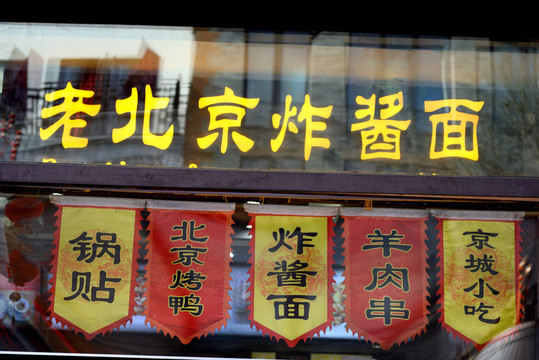 老北京炸酱面
锅贴
北京烤鸭
炸酱面
羊肉串
京城小吃